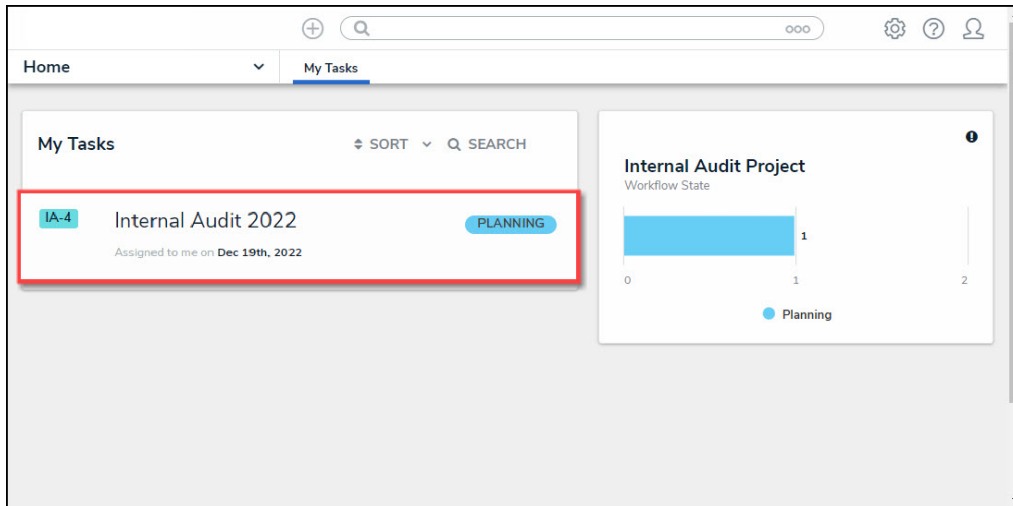 Home
My Tasks
My Tasks
SORT
SEARCH
IA-4
Internal Audit 2022
PLANNING
Assigned to me on Dec 19th, 2022
Internal Audit Project
Workflow State
1
0 1 2
Planning